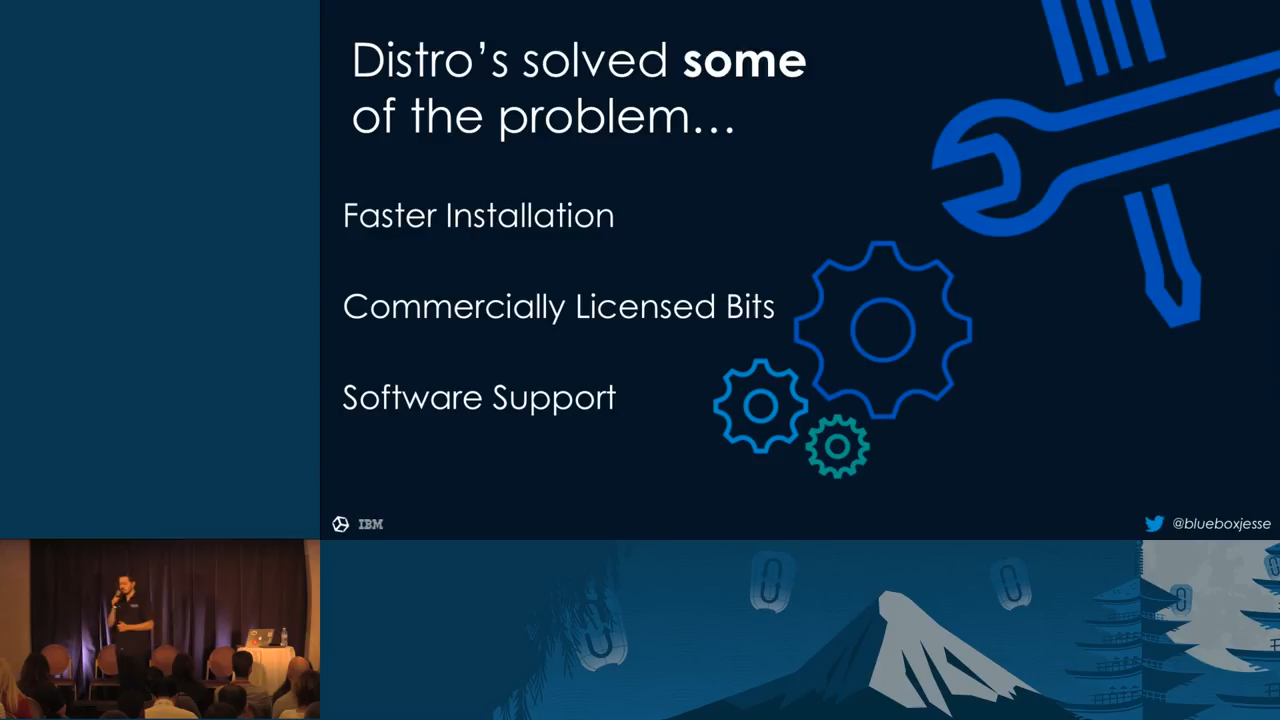 Distro’s solved some
of the problem…
Faster Installation
Commercially Licensed Bits
Software Support
IBM
@blueboxjesse